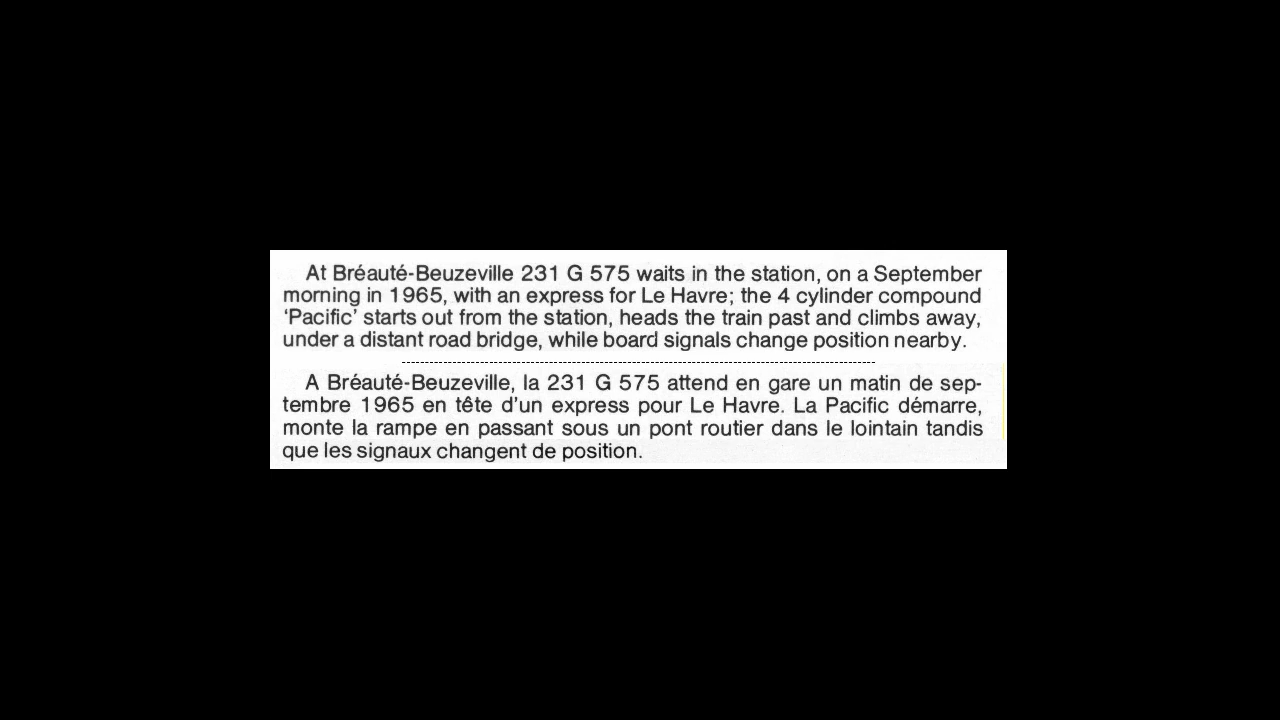 At Bréauté-Beuzeville 231 G 575 waits in the station, on a September
morning in 1965, with an express for Le Havre; the 4 cylinder compound
‘Pacific’ starts out from the station, heads the train past and climbs away,
under a distant road bridge, while board signals change position nearby.
A Bréauté-Beuzeville, la 231 G 575 attend en gare un matin de sep-
tembre 1965 en tête d’un express pour Le Havre. La Pacific démarre,
monte la rampe en passant sous un pont routier dans le lointain tandis
que les signaux changent de position.